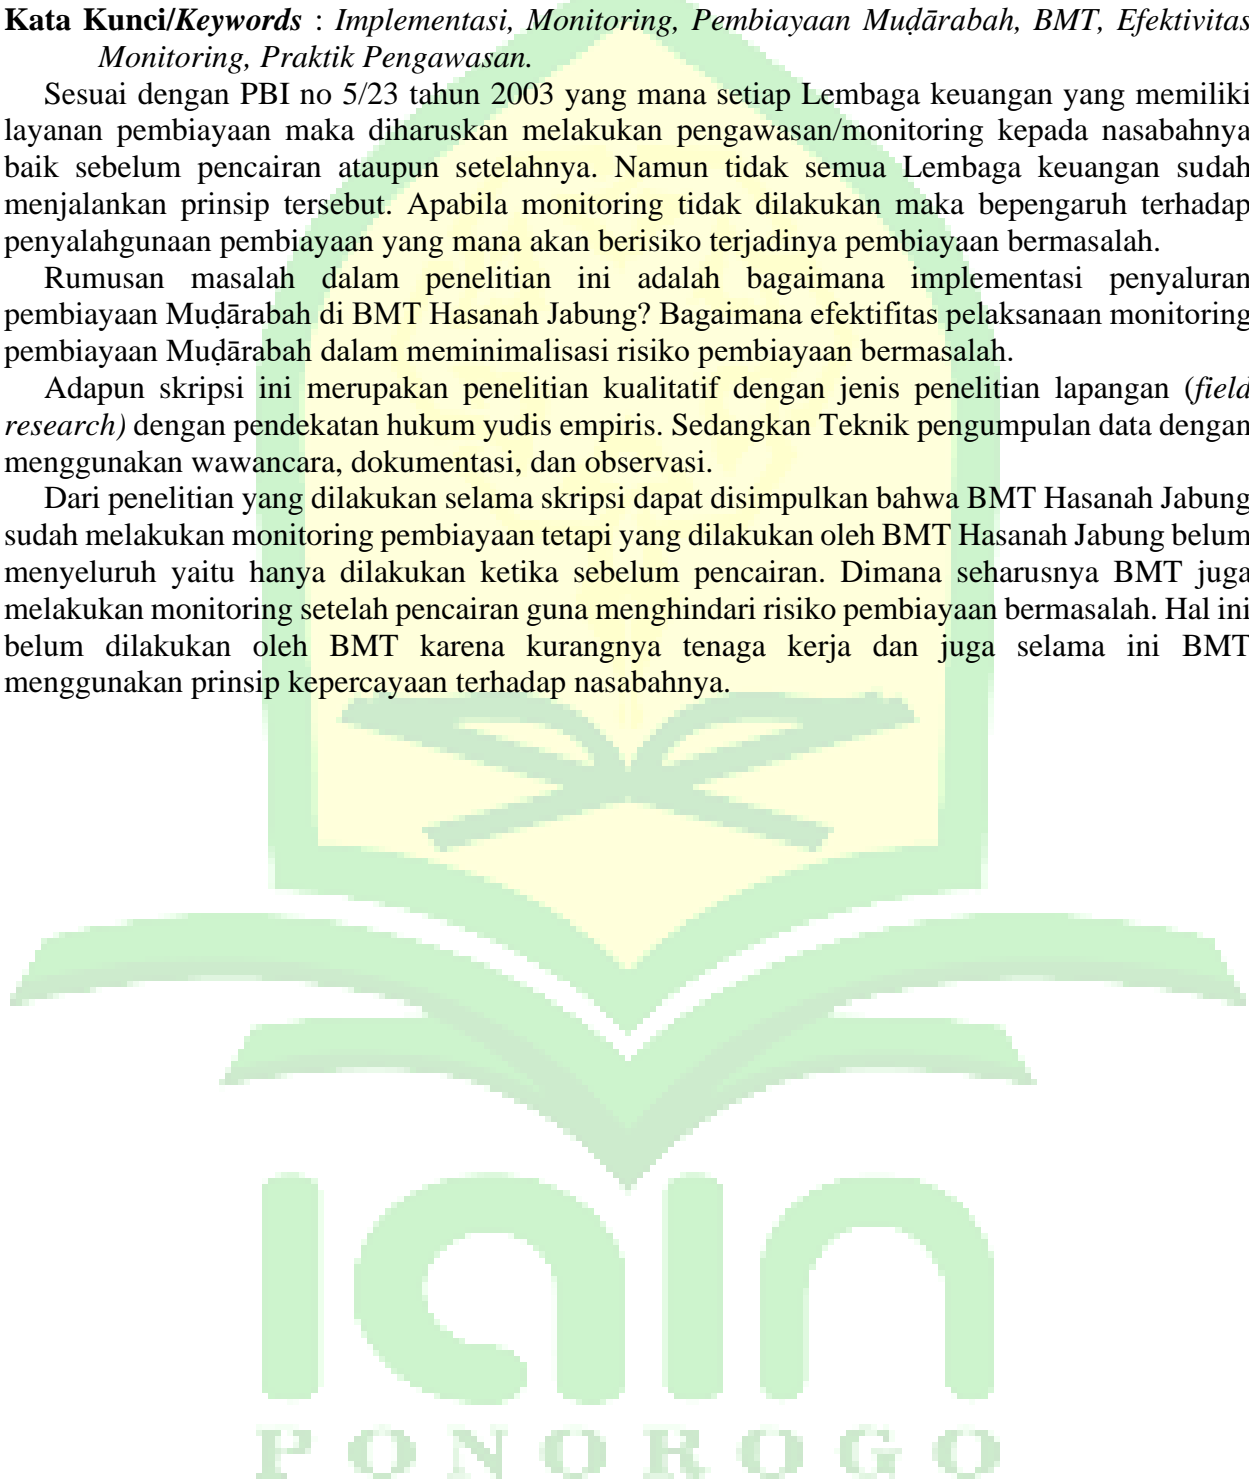 Kata Kunci/Keywords : Implementasi, Monitoring, Pembiayaan Muḍārabah, BMT, Efektivitas
Monitoring, Praktik Pengawasan.
Sesuai dengan PBI no 5/23 tahun 2003 yang mana setiap Lembaga keuangan yang memiliki
layanan pembiayaan maka diharuskan melakukan pengawasan/monitoring kepada nasabahnya
baik sebelum pencairan ataupun setelahnya. Namun tidak semua Lembaga keuangan sudah
menjalankan prinsip tersebut. Apabila monitoring tidak dilakukan maka bepengaruh terhadap
penyalahgunaan pembiayaan yang mana akan berisiko terjadinya pembiayaan bermasalah.
Rumusan masalah dalam penelitian ini adalah bagaimana implementasi penyaluran
pembiayaan Muḍārabah di BMT Hasanah Jabung? Bagaimana efektifitas pelaksanaan monitoring
pembiayaan Muḍārabah dalam meminimalisasi risiko pembiayaan bermasalah.
Adapun skripsi ini merupakan penelitian kualitatif dengan jenis penelitian lapangan (field
research) dengan pendekatan hukum yudis empiris. Sedangkan Teknik pengumpulan data dengan
menggunakan wawancara, dokumentasi, dan observasi.
Dari penelitian yang dilakukan selama skripsi dapat disimpulkan bahwa BMT Hasanah Jabung
sudah melakukan monitoring pembiayaan tetapi yang dilakukan oleh BMT Hasanah Jabung belum
menyeluruh yaitu hanya dilakukan ketika sebelum pencairan. Dimana seharusnya BMT juga
melakukan monitoring setelah pencairan guna menghindari risiko pembiayaan bermasalah. Hal ini
belum dilakukan oleh BMT karena kurangnya tenaga kerja dan juga selama ini BMT
menggunakan prinsip kepercayaan terhadap nasabahnya.
iain
PONOROGO